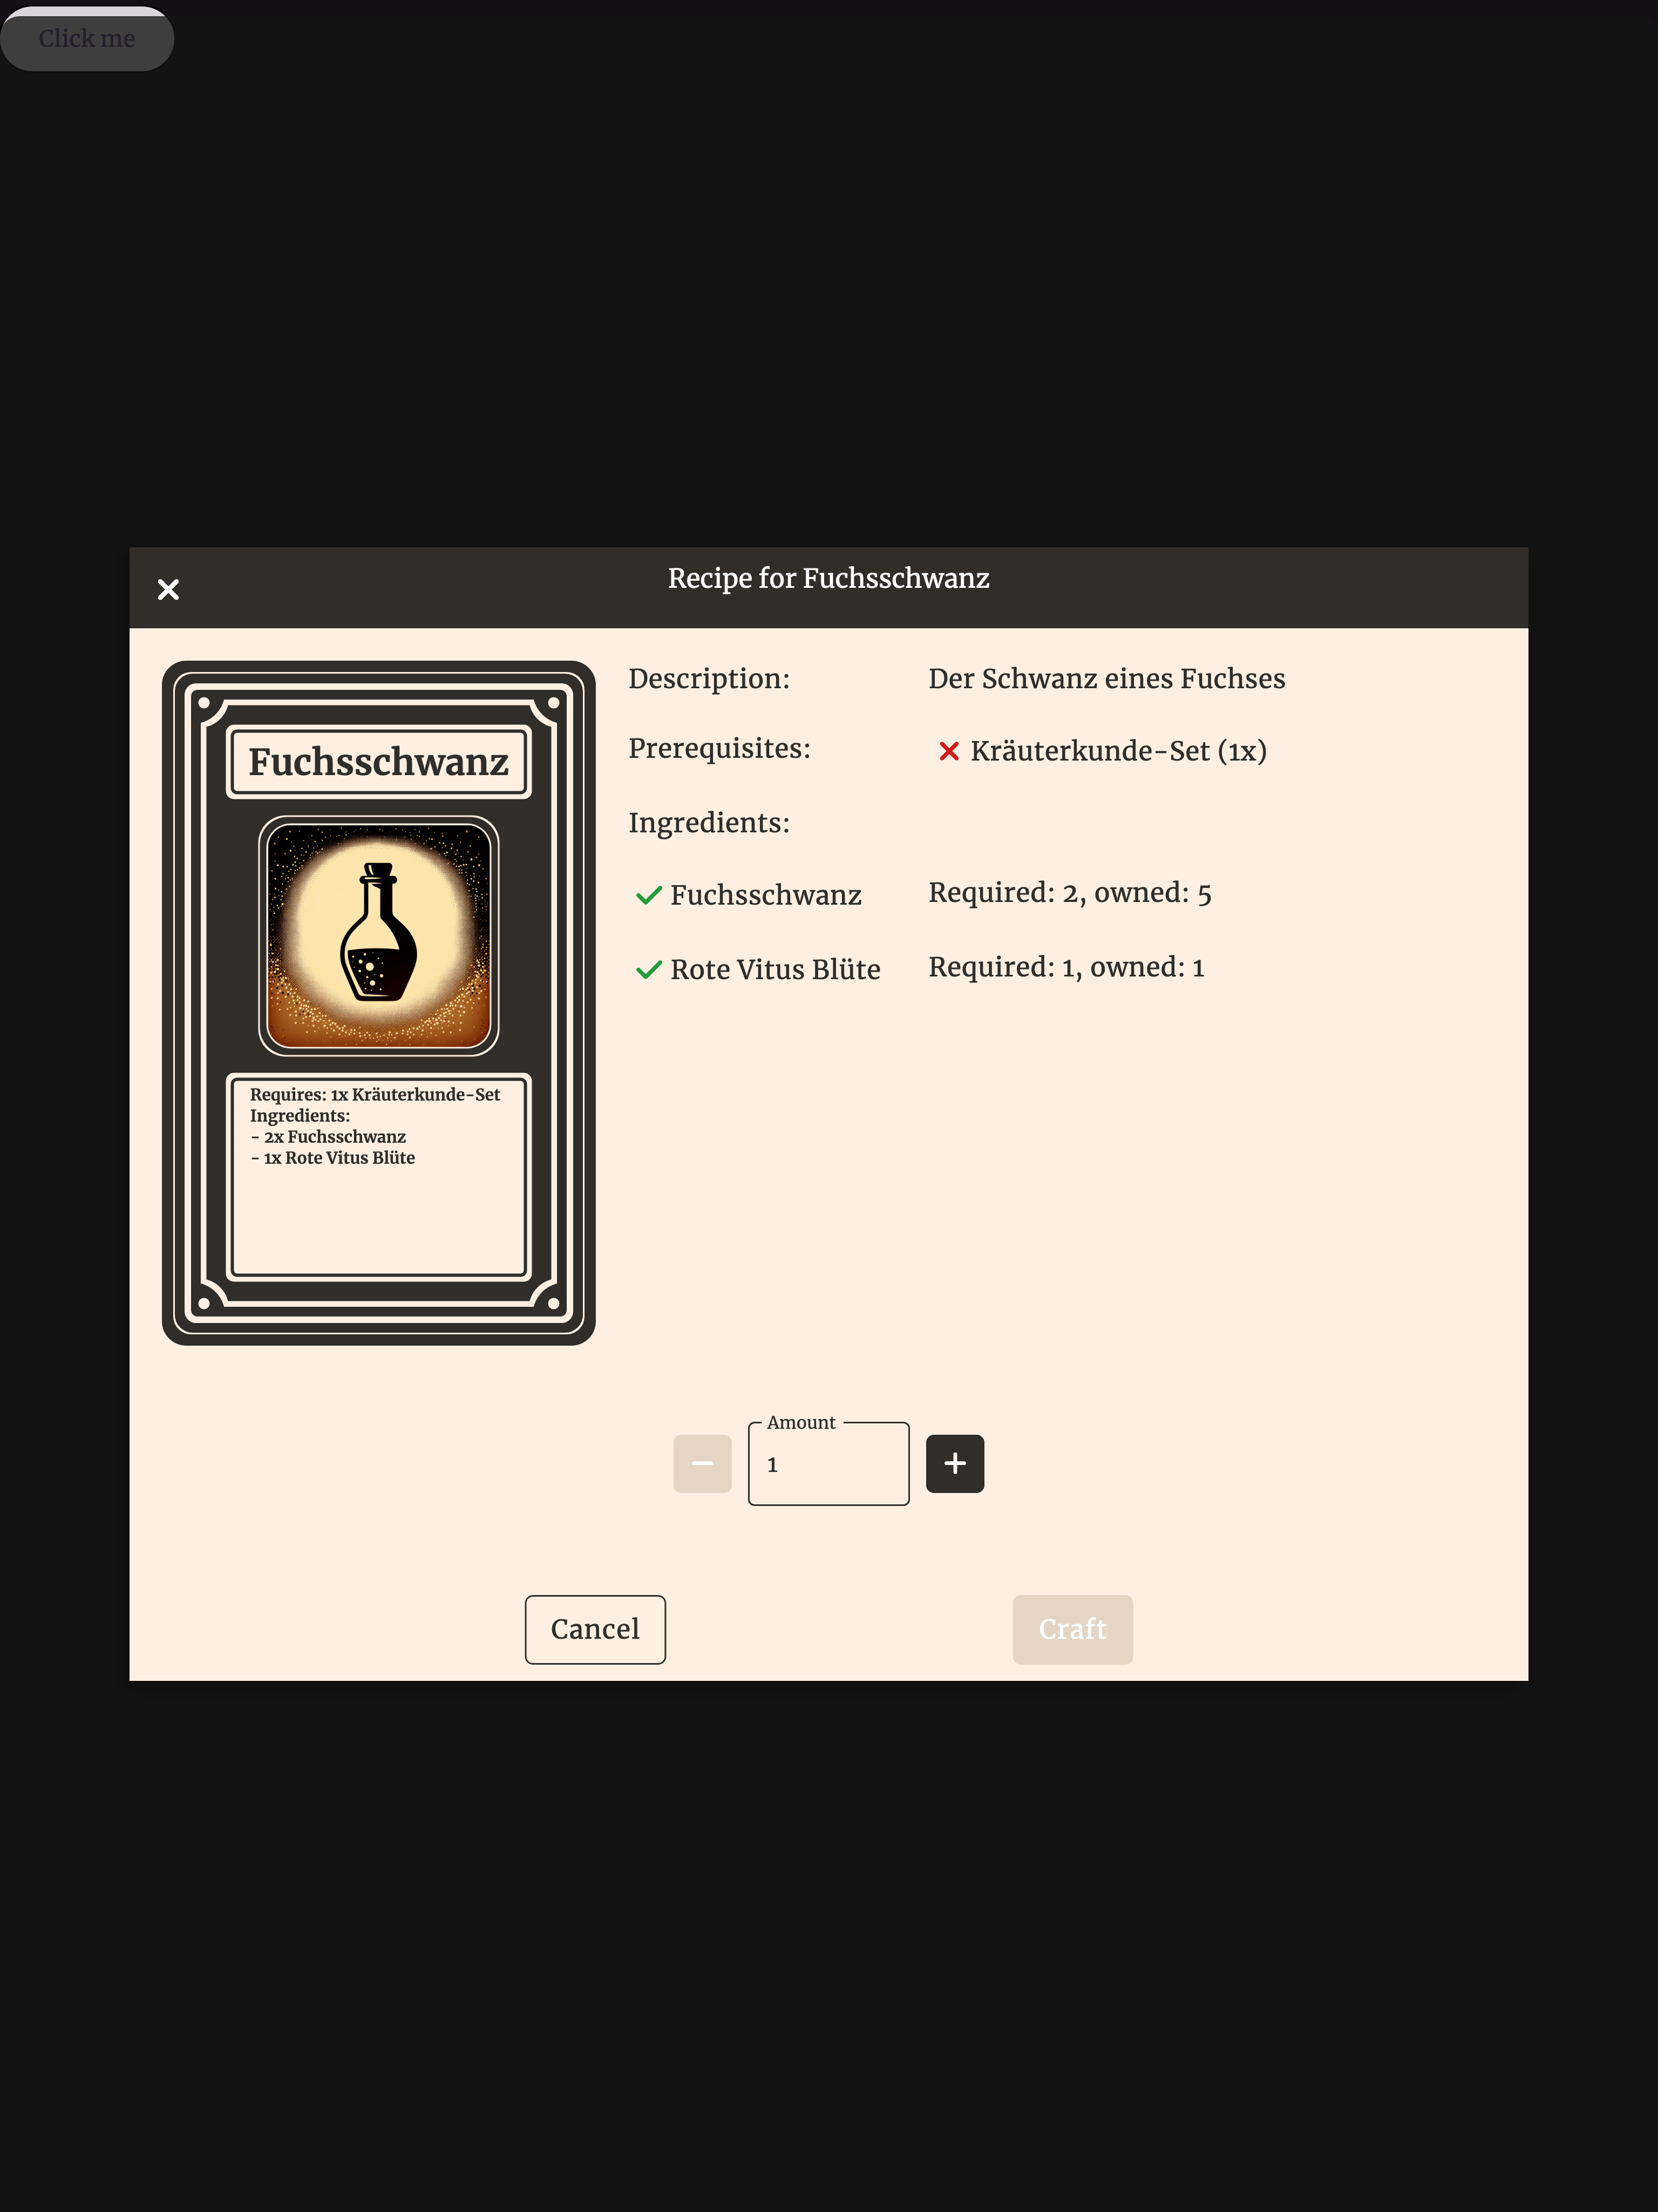 Click me
Recipe for Fuchsschwanz
Fuchsschwanz
Requires: 1x Kräuterkunde-Set
Ingredients:
- 2x Fuchsschwanz
- 1x Rote Vitus Blüte
Description: Der Schwanz eines Fuchses
Prerequisites: Kräuterkunde-Set (1x)
Ingredients:
Fuchsschwanz Required: 2, owned: 5
Rote Vitus Blüte Required: 1, owned: 1
Amount
1
Cancel Craft